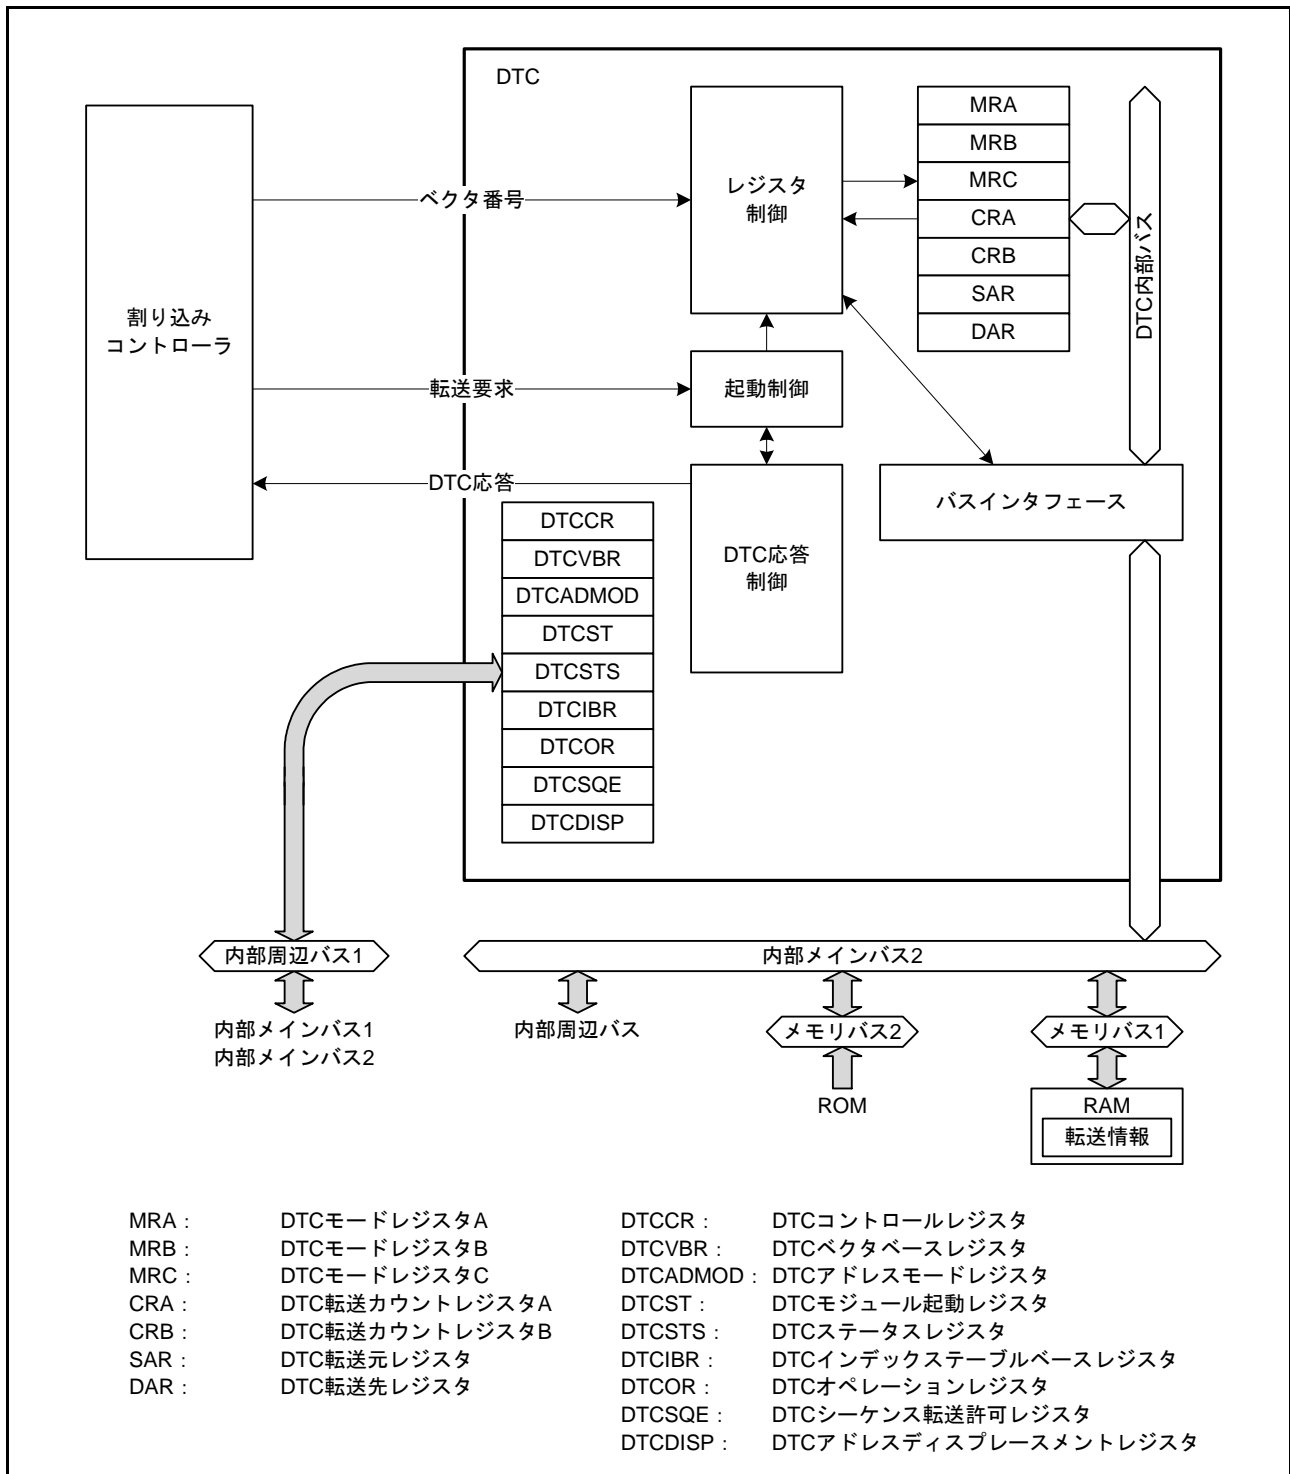 DTC
割り込み
コントローラ
ベクタ番号
転送要求
DTC応答
レジスタ
制御
起動制御
DTC応答
制御
MRA
MRB
MRC
CRA
CRB
SAR
DAR
DTC内部バス
バスインタフェース
DTCCR
DTCVBR
DTCADMOD
DTCST
DTCSTS
DTCIBR
DTCOR
DTCSQE
DTCDISP
内部周辺バス1
内部メインバス2
内部メインバス1
内部メインバス2
内部周辺バス
メモリバス2
メモリバス1
ROM
RAM
転送情報
MRA : DTCモードレジスタA
MRB : DTCモードレジスタB
MRC : DTCモードレジスタC
CRA : DTC転送カウントレジスタA
CRB : DTC転送カウントレジスタB
SAR : DTC転送元レジスタ
DAR : DTC転送先レジスタ
DTCCR : DTCコントロールレジスタ
DTCVBR : DTCベクタベースレジスタ
DTCADMOD : DTCアドレスモードレジスタ
DTCST : DTCモジュール起動レジスタ
DTCSTS : DTCステータスレジスタ
DTCIBR : DTCインデックステーブルベースレジスタ
DTCOR : DTCオペレーションレジスタ
DTCSQE : DTCシーケンス転送許可レジスタ
DTCDISP : DTCアドレスディスプレースメントレジスタ